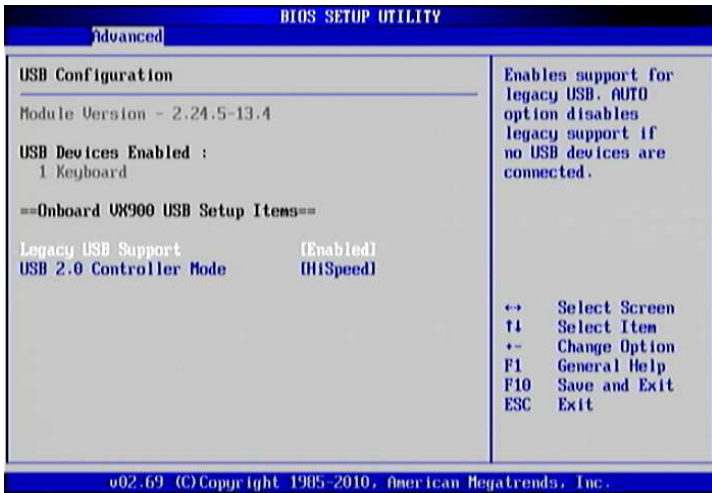 BIOS SETUP UTILITY
Advanced
USB Configuration
Module Version - 2.24.5-13.4
USB Devices Enabled :
1 Keyboard
==Onboard VX900 USB Setup Items==
Legacy USB Support [Enabled]
USB 2.0 Controller Mode [HiSpeed]
Enables support for
legacy USB. AUTO
option disables
legacy support if
no USB devices are
connected.
←→ Select Screen
↑↓ Select Item
+- Change Option
F1 General Help
F10 Save and Exit
ESC Exit
v02.69 (C)Copyright 1985-2010, American Megatrends, Inc.